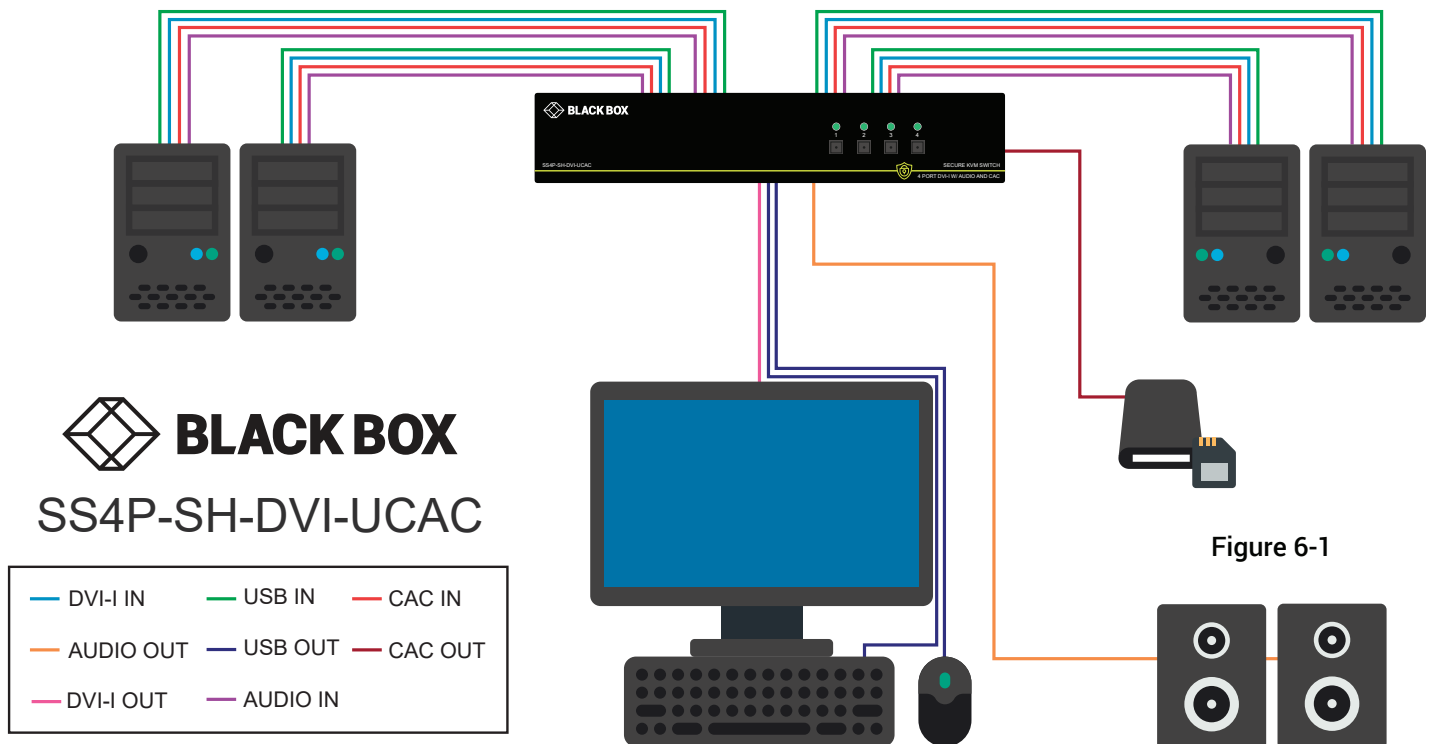 BLACK BOX
1 2 3 4
SS4P-SH-DVI-UCAC
SECURE KVM SWITCH
4 PORT DVI-I W/ AUDIO AND CAC
BLACK BOX
SS4P-SH-DVI-UCAC
Figure 6-1
DVI-I IN USB IN CAC IN
AUDIO OUT USB OUT CAC OUT
DVI-I OUT AUDIO IN